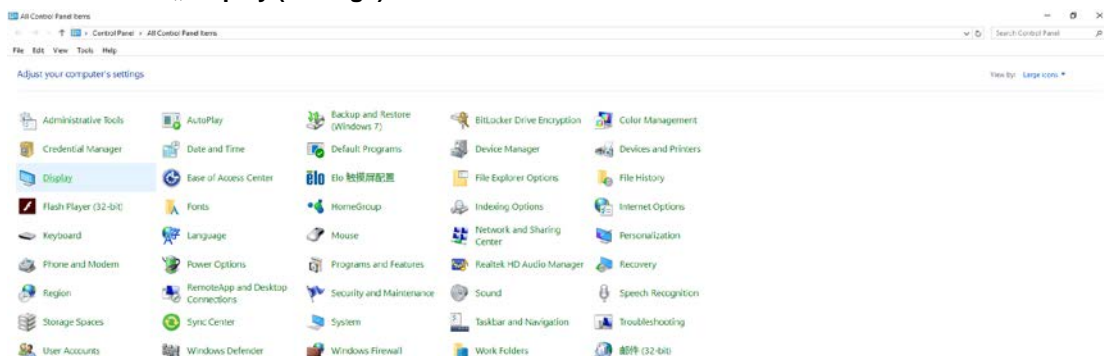 All Control Panel Items
Control Panel › All Control Panel Items
Search Control Panel
File Edit View Tools Help
Adjust your computer's settings
View by: Large icons
Administrative Tools
AutoPlay
Backup and Restore
(Windows 7)
BitLocker Drive Encryption
Color Management
Credential Manager
Date and Time
Default Programs
Device Manager
Devices and Printers
Display
Ease of Access Center
elo Elo 触摸屏配置
File Explorer Options
File History
Flash Player (32-bit)
Fonts
HomeGroup
Indexing Options
Internet Options
Keyboard
Language
Mouse
Network and Sharing
Center
Personalization
Phone and Modem
Power Options
Programs and Features
Realtek HD Audio Manager
Recovery
Region
RemoteApp and Desktop
Connections
Security and Maintenance
Sound
Speech Recognition
Storage Spaces
Sync Center
System
Taskbar and Navigation
Troubleshooting
User Accounts
Windows Defender
Windows Firewall
Work Folders
邮件 (32-bit)